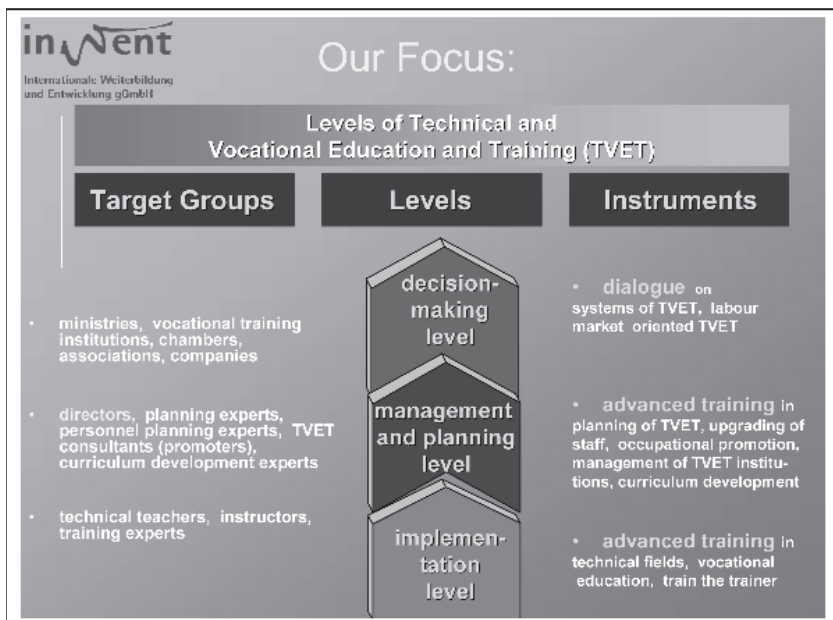 inWent
Internationale Weiterbildung
und Entwicklung gGmbH
Our Focus:
Levels of Technical and
Vocational Education and Training (TVET)
Target Groups
Levels
Instruments
decision-
making
level
• dialogue on
systems of TVET, labour
market oriented TVET
• ministries, vocational training
institutions, chambers,
associations, companies
management
and planning
level
• directors, planning experts,
personnel planning experts, TVET
consultants (promoters),
curriculum development experts
• advanced training in
planning of TVET, upgrading of
staff, occupational promotion,
management of TVET institu-
tions, curriculum development
• technical teachers, instructors,
training experts
implemen-
tation
level
• advanced training in
technical fields, vocational
education, train the trainer